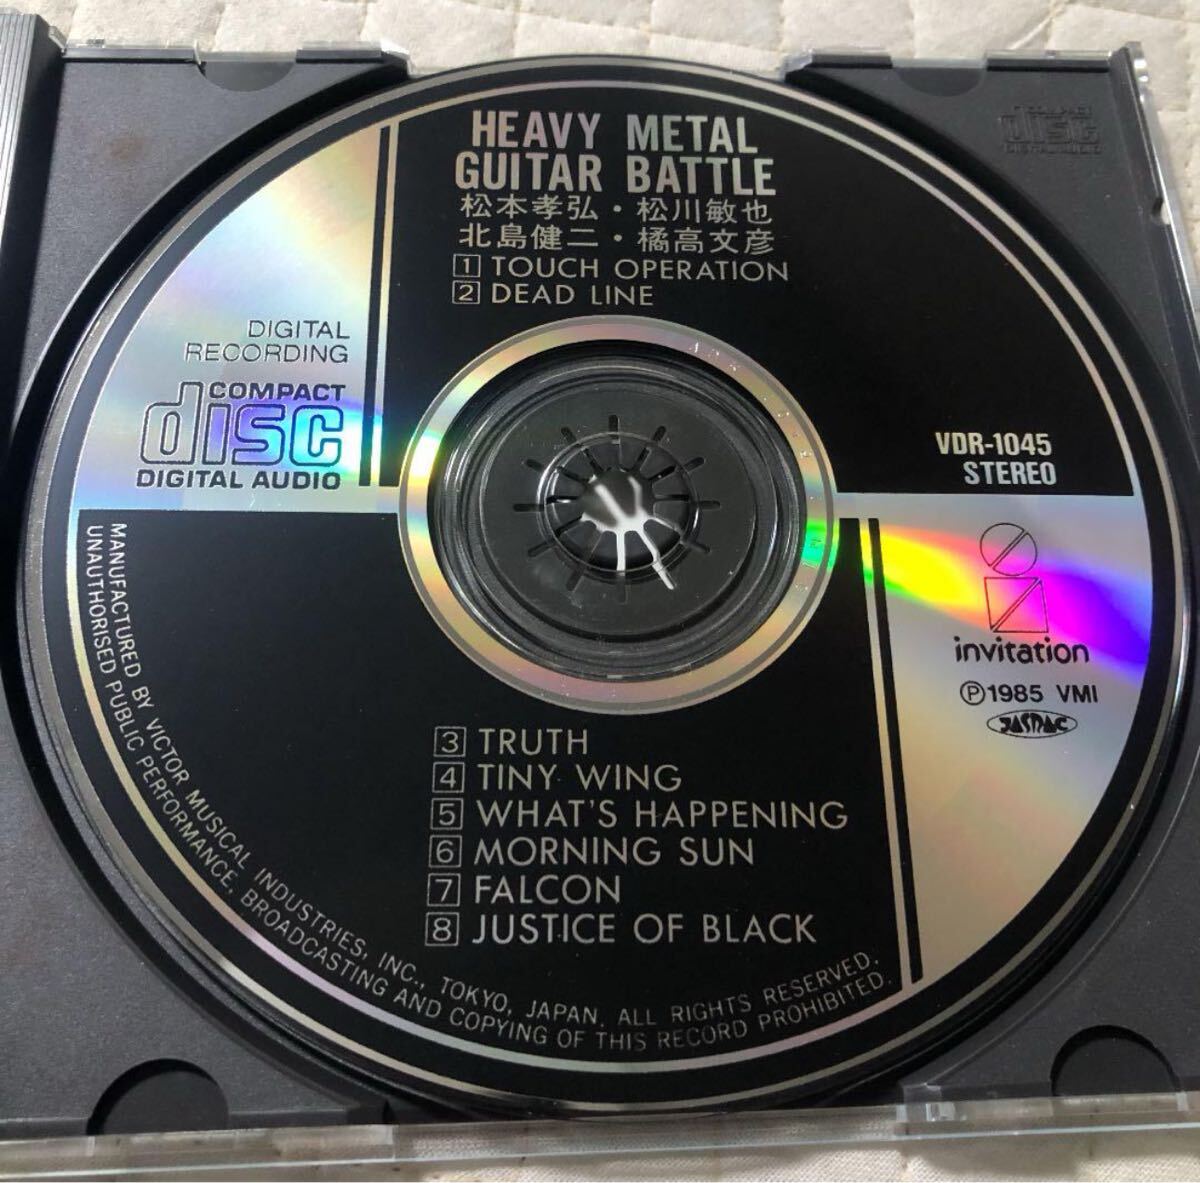 HEAVY METAL
GUITAR BATTLE
松本孝弘・松川敏也
北島健二・橘高文彦
1 TOUCH OPERATION
2 DEAD LINE
DIGITAL
RECORDING
COMPACT
disc
DIGITAL AUDIO
VDR-1045
STEREO
invitation
Ⓟ1985 VMI
JASRAC
3 TRUTH
4 TINY WING
5 WHAT'S HAPPENING
6 MORNING SUN
7 FALCON
8 JUSTICE OF BLACK
MANUFACTURED BY VICTOR MUSICAL INDUSTRIES, INC., TOKYO, JAPAN. ALL RIGHTS RESERVED.
UNAUTHORISED PUBLIC PERFORMANCE, BROADCASTING AND COPYING OF THIS RECORD PROHIBITED.